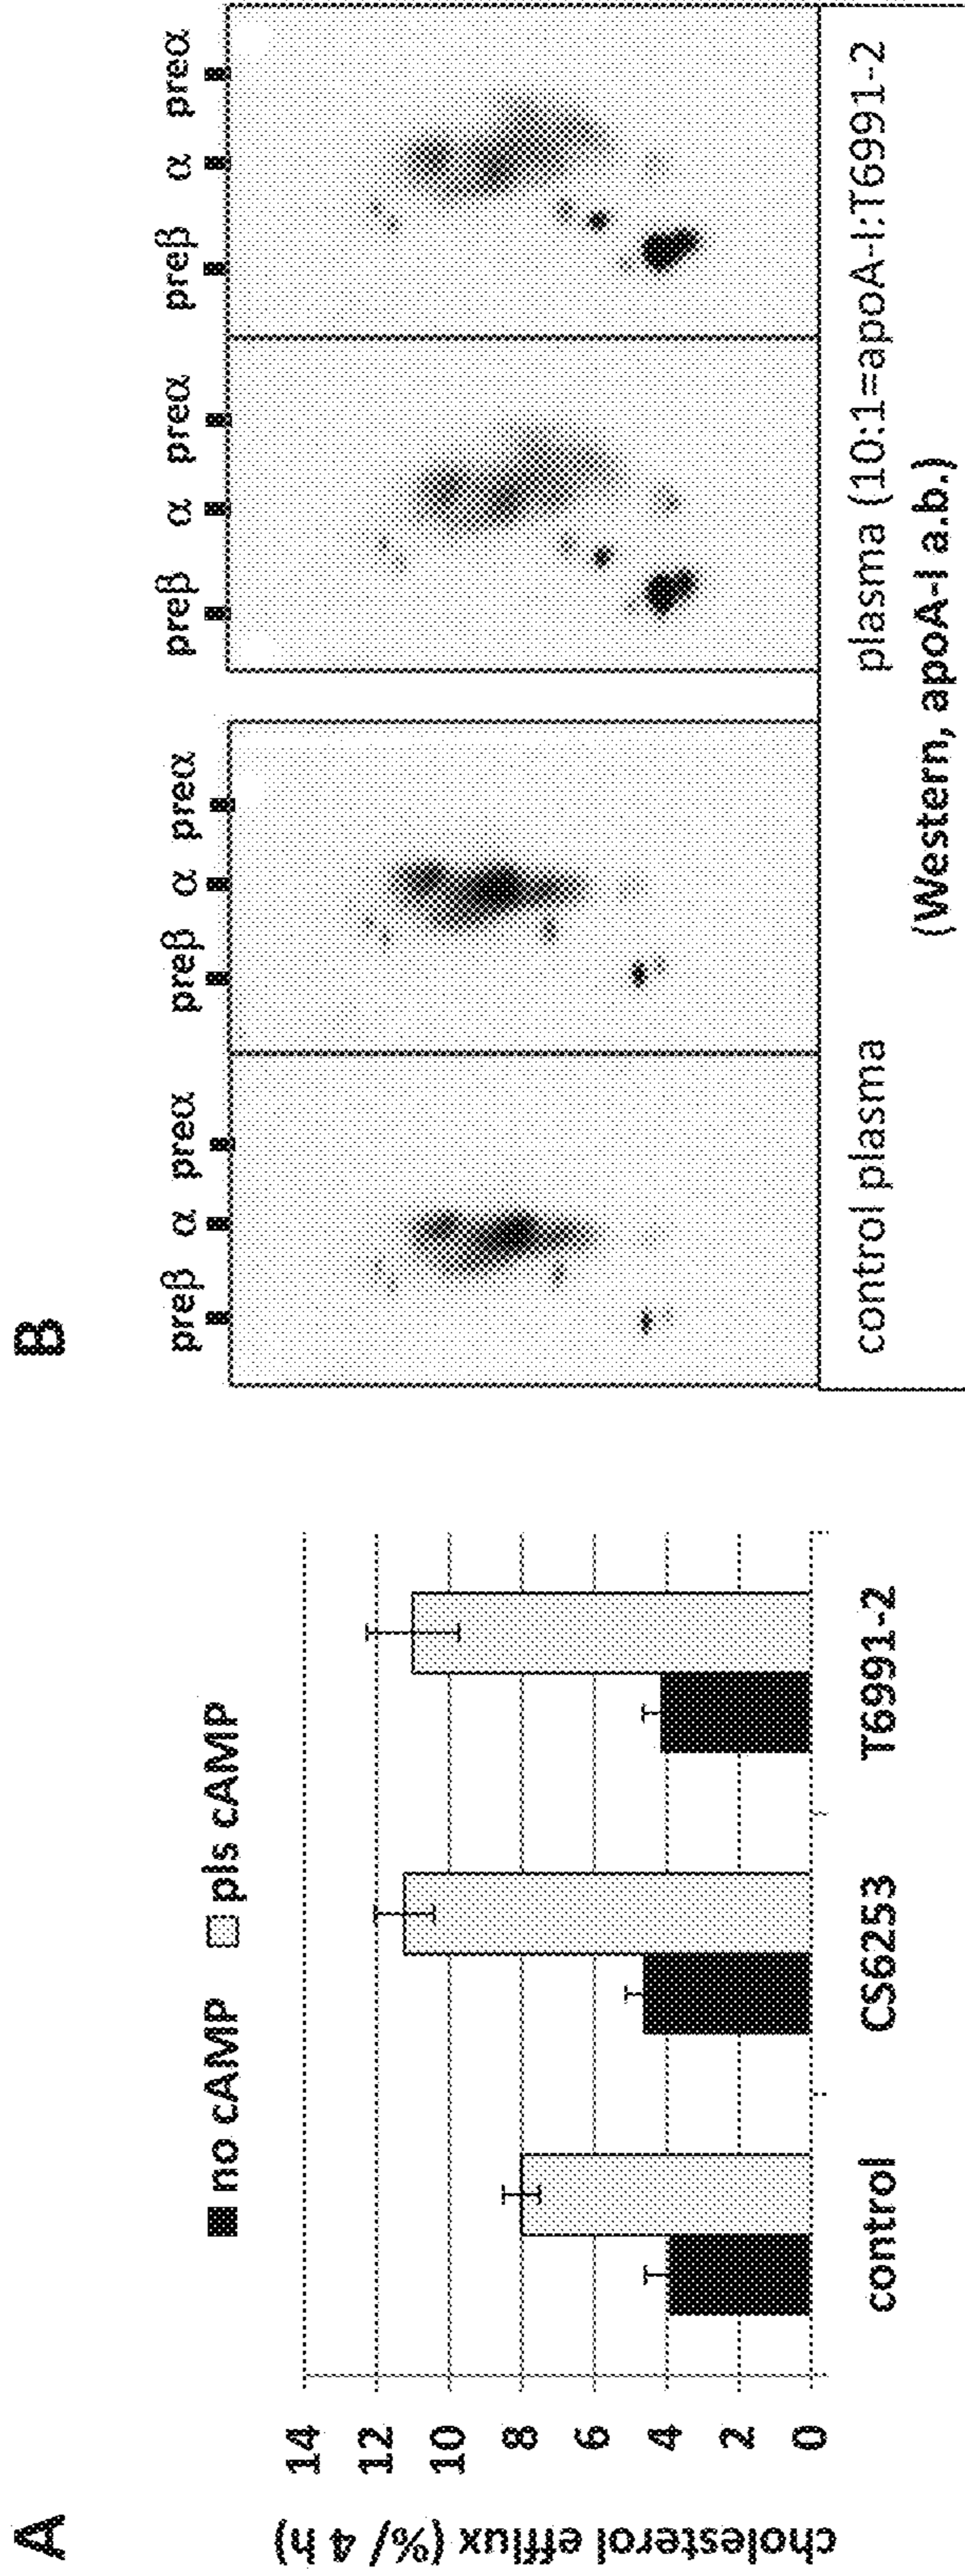 A
no cAMP pls cAMP
cholesterol efflux (%/ 4 h)
14
12
10
8
6
4
2
0
control CS6253 T6991-2
B
preβ α preα preβ α preα preβ α preα preβ α preα
control plasma plasma (10:1=apoA-I:T6991-2
(Western, apoA-I a.b.)